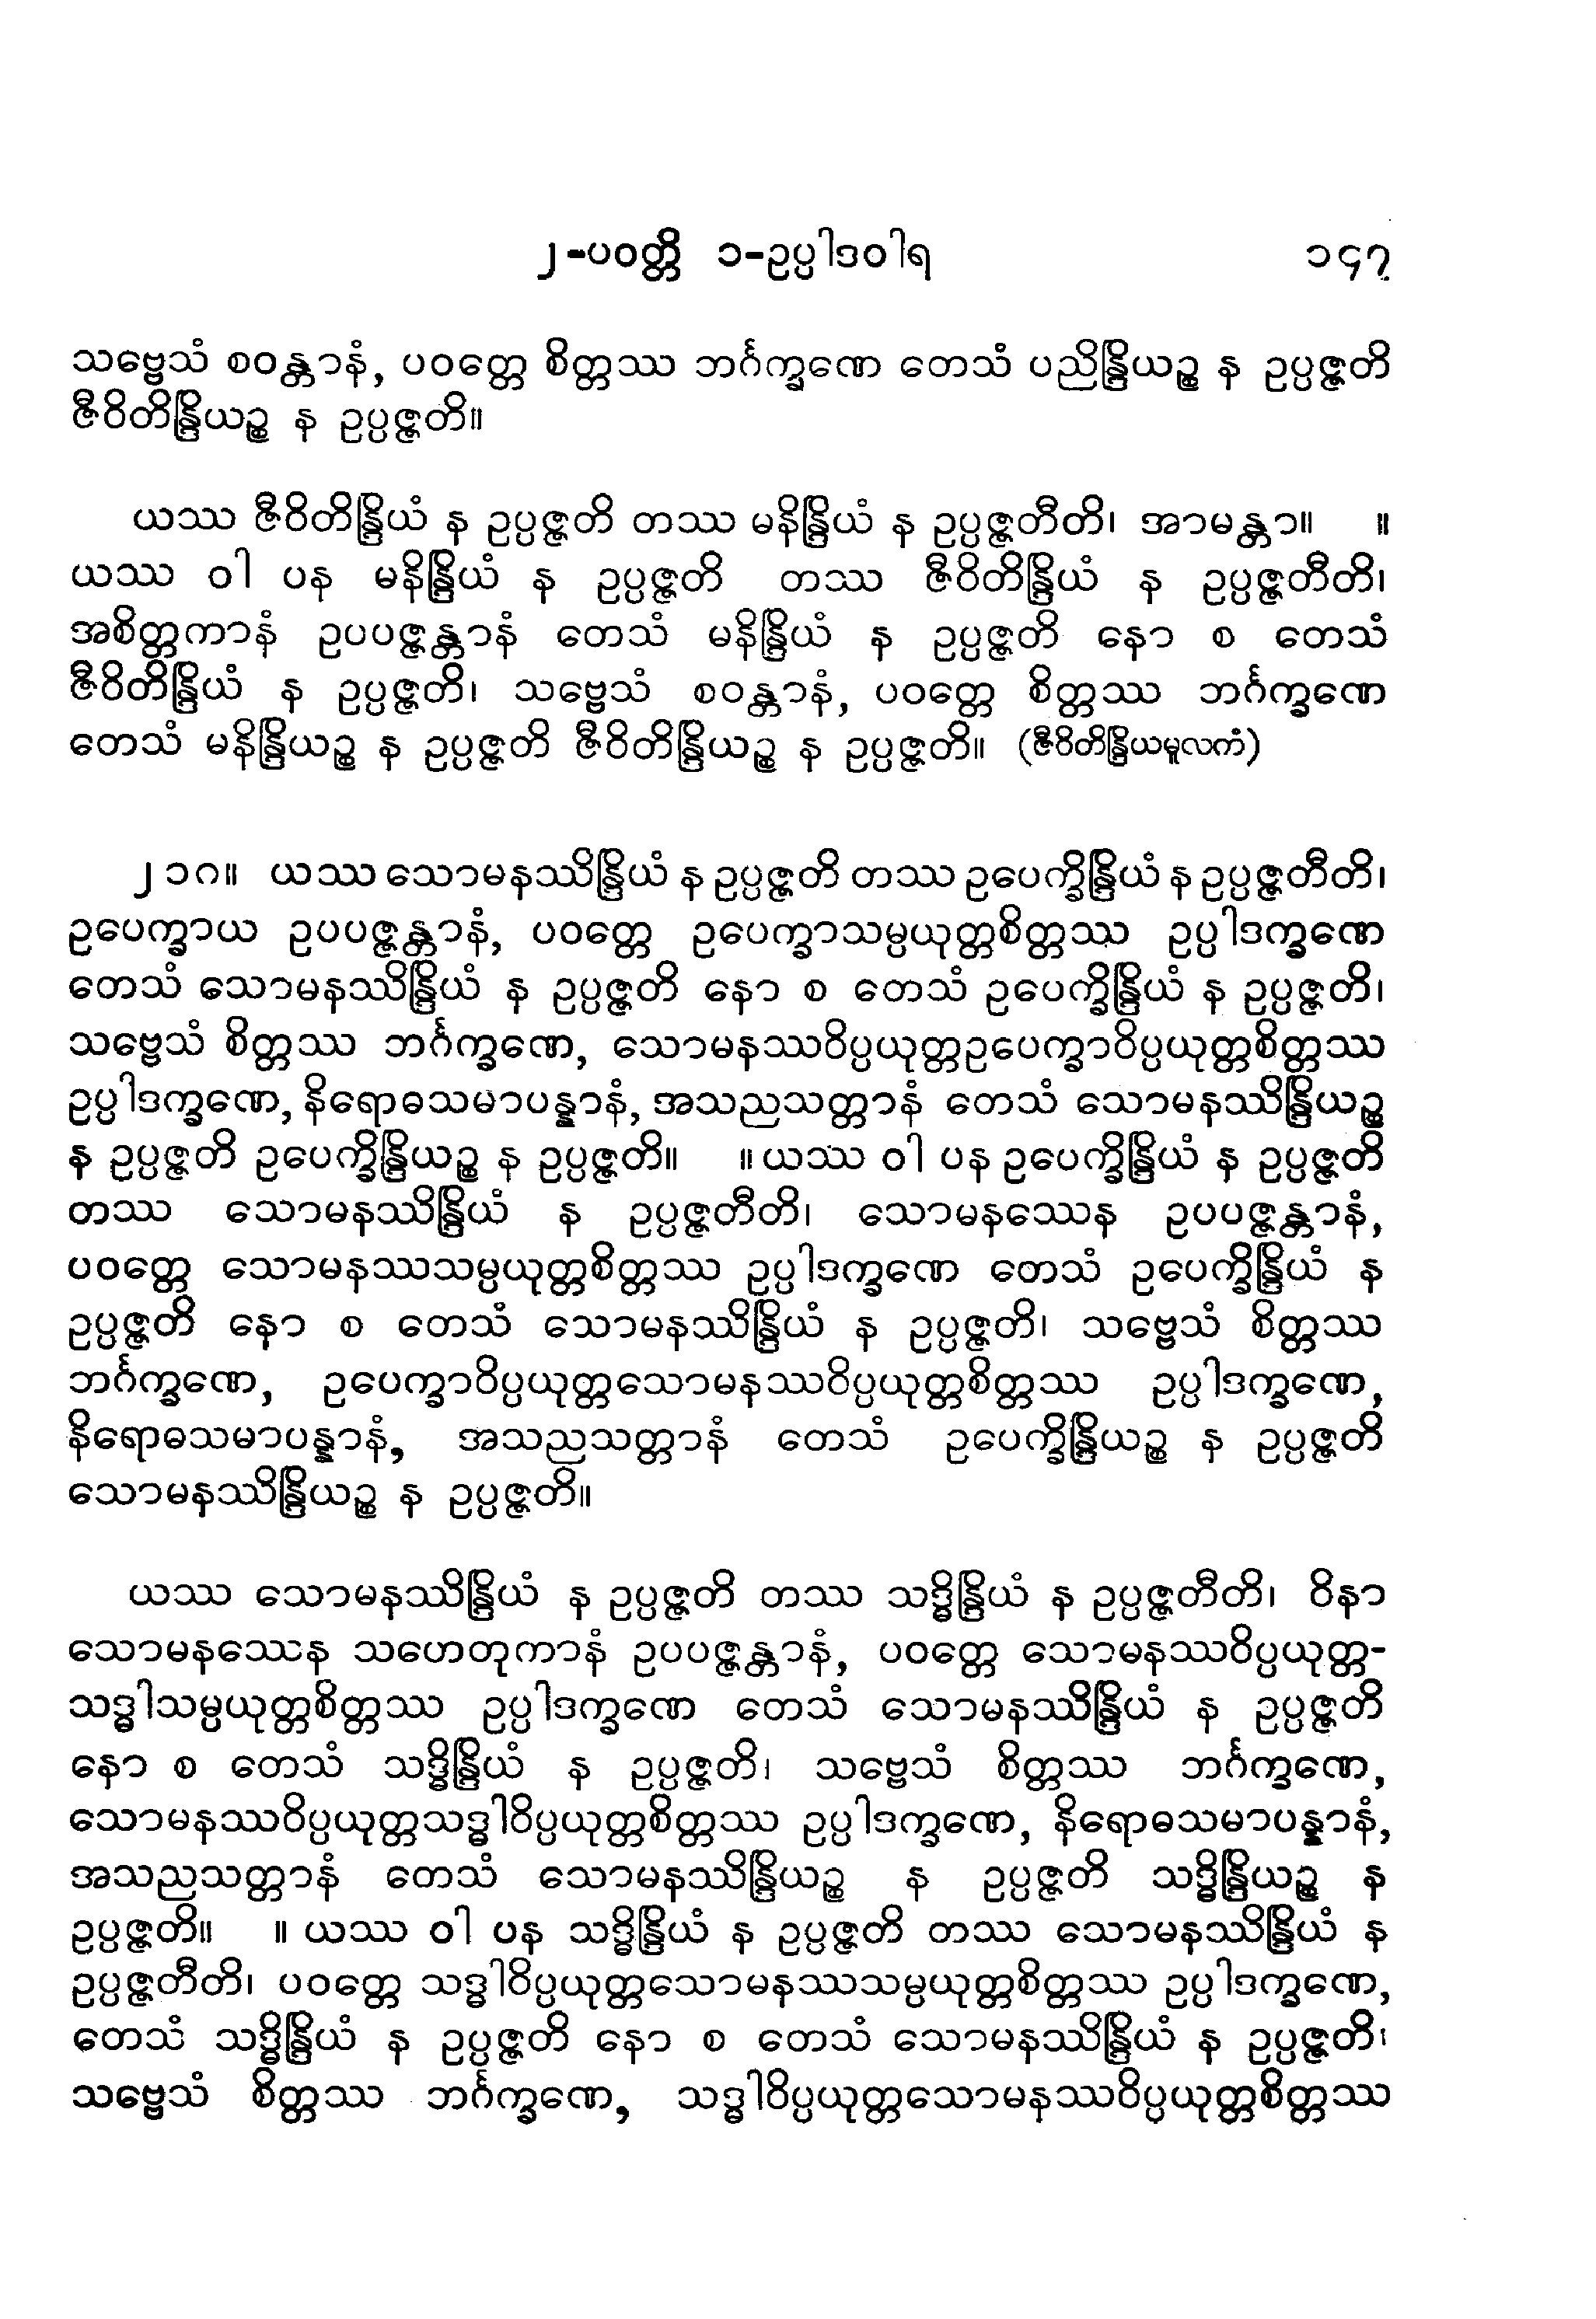 ၂-ပဝတ္တိ ၁-ဥပ္ပါဒဝါရ ၁၄၇
သဗ္ဗေသံ စဝန္တာနံ, ပဝတ္တေ စိတ္တဿ ဘင်္ဂက္ခဏေ တေသံ ပညိန္ဒြိယဉ္စ န ဥပ္ပဇ္ဇတိ
ဇီဝိတိန္ဒြိယဉ္စ န ဥပ္ပဇ္ဇတိ။
ယဿ ဇီဝိတိန္ဒြိယံ န ဥပ္ပဇ္ဇတိ တဿ မနိန္ဒြိယံ န ဥပ္ပဇ္ဇတီတိ၊ အာမန္တာ။ ။
ယဿ ဝါ ပန မနိန္ဒြိယံ န ဥပ္ပဇ္ဇတိ တဿ ဇီဝိတိန္ဒြိယံ န ဥပ္ပဇ္ဇတီတိ၊
အစိတ္တကာနံ ဥပပဇ္ဇန္တာနံ တေသံ မနိန္ဒြိယံ န ဥပ္ပဇ္ဇတိ နော စ တေသံ
ဇီဝိတိန္ဒြိယံ န ဥပ္ပဇ္ဇတိ၊ သဗ္ဗေသံ စဝန္တာနံ, ပဝတ္တေ စိတ္တဿ ဘင်္ဂက္ခဏေ
တေသံ မနိန္ဒြိယဉ္စ န ဥပ္ပဇ္ဇတိ ဇီဝိတိန္ဒြိယဉ္စ န ဥပ္ပဇ္ဇတိ။ (ဇီဝိတိန္ဒြိယမူလကံ)
၂၁၈။ ယဿ သောမနဿိန္ဒြိယံ န ဥပ္ပဇ္ဇတိ တဿ ဥပေက္ခိန္ဒြိယံ န ဥပ္ပဇ္ဇတီတိ၊
ဥပေက္ခာယ ဥပပဇ္ဇန္တာနံ, ပဝတ္တေ ဥပေက္ခာသမ္ပယုတ္တစိတ္တဿ ဥပ္ပါဒက္ခဏေ
တေသံ သောမနဿိန္ဒြိယံ န ဥပ္ပဇ္ဇတိ နော စ တေသံ ဥပေက္ခိန္ဒြိယံ န ဥပ္ပဇ္ဇတိ၊
သဗ္ဗေသံ စိတ္တဿ ဘင်္ဂက္ခဏေ, သောမနဿဝိပ္ပယုတ္တဥပေက္ခာဝိပ္ပယုတ္တစိတ္တဿ
ဥပ္ပါဒက္ခဏေ, နိရောဓသမာပန္နာနံ, အသညသတ္တာနံ တေသံ သောမနဿိန္ဒြိယဉ္စ
န ဥပ္ပဇ္ဇတိ ဥပေက္ခိန္ဒြိယဉ္စ န ဥပ္ပဇ္ဇတိ။ ။ ယဿ ဝါ ပန ဥပေက္ခိန္ဒြိယံ န ဥပ္ပဇ္ဇတိ
တဿ သောမနဿိန္ဒြိယံ န ဥပ္ပဇ္ဇတီတိ၊ သောမနဿေန ဥပပဇ္ဇန္တာနံ,
ပဝတ္တေ သောမနဿသမ္ပယုတ္တစိတ္တဿ ဥပ္ပါဒက္ခဏေ တေသံ ဥပေက္ခိန္ဒြိယံ န
ဥပ္ပဇ္ဇတိ နော စ တေသံ သောမနဿိန္ဒြိယံ န ဥပ္ပဇ္ဇတိ၊ သဗ္ဗေသံ စိတ္တဿ
ဘင်္ဂက္ခဏေ, ဥပေက္ခာဝိပ္ပယုတ္တသောမနဿဝိပ္ပယုတ္တစိတ္တဿ ဥပ္ပါဒက္ခဏေ,
နိရောဓသမာပန္နာနံ, အသညသတ္တာနံ တေသံ ဥပေက္ခိန္ဒြိယဉ္စ န ဥပ္ပဇ္ဇတိ
သောမနဿိန္ဒြိယဉ္စ န ဥပ္ပဇ္ဇတိ။
ယဿ သောမနဿိန္ဒြိယံ န ဥပ္ပဇ္ဇတိ တဿ သဒ္ဓိန္ဒြိယံ န ဥပ္ပဇ္ဇတီတိ၊ ဝိနာ
သောမနဿေန သဟေတုကာနံ ဥပပဇ္ဇန္တာနံ, ပဝတ္တေ သောမနဿဝိပ္ပယုတ္တ-
သဒ္ဓါသမ္ပယုတ္တစိတ္တဿ ဥပ္ပါဒက္ခဏေ တေသံ သောမနဿိန္ဒြိယံ န ဥပ္ပဇ္ဇတိ
နော စ တေသံ သဒ္ဓိန္ဒြိယံ န ဥပ္ပဇ္ဇတိ၊ သဗ္ဗေသံ စိတ္တဿ ဘင်္ဂက္ခဏေ,
သောမနဿဝိပ္ပယုတ္တသဒ္ဓါဝိပ္ပယုတ္တစိတ္တဿ ဥပ္ပါဒက္ခဏေ, နိရောဓသမာပန္နာနံ,
အသညသတ္တာနံ တေသံ သောမနဿိန္ဒြိယဉ္စ န ဥပ္ပဇ္ဇတိ သဒ္ဓိန္ဒြိယဉ္စ န
ဥပ္ပဇ္ဇတိ။ ။ ယဿ ဝါ ပန သဒ္ဓိန္ဒြိယံ န ဥပ္ပဇ္ဇတိ တဿ သောမနဿိန္ဒြိယံ န
ဥပ္ပဇ္ဇတီတိ၊ ပဝတ္တေ သဒ္ဓါဝိပ္ပယုတ္တသောမနဿသမ္ပယုတ္တစိတ္တဿ ဥပ္ပါဒက္ခဏေ,
တေသံ သဒ္ဓိန္ဒြိယံ န ဥပ္ပဇ္ဇတိ နော စ တေသံ သောမနဿိန္ဒြိယံ န ဥပ္ပဇ္ဇတိ၊
သဗ္ဗေသံ စိတ္တဿ ဘင်္ဂက္ခဏေ, သဒ္ဓါဝိပ္ပယုတ္တသောမနဿဝိပ္ပယုတ္တစိတ္တဿ